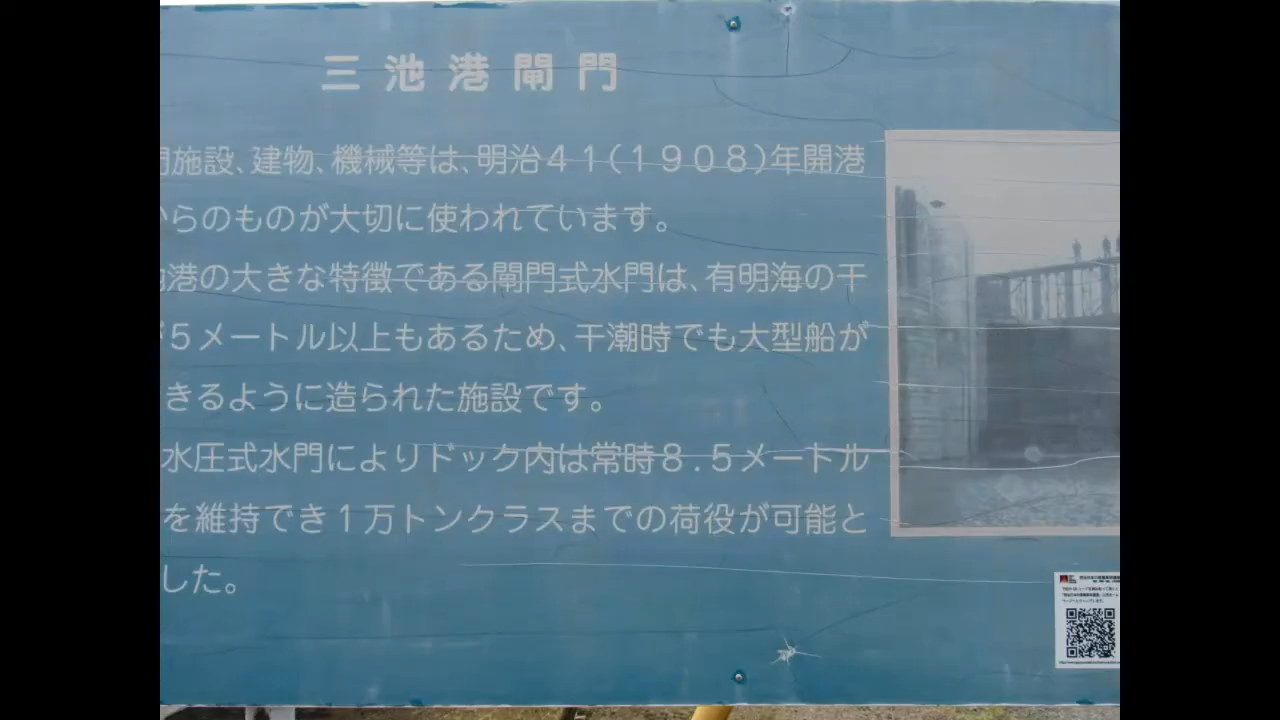 三池港閘門
施設、建物、機械等は、明治41(1908)年開港
らのものが大切に使われています。
港の大きな特徴である閘門式水門は、有明海の干
5メートル以上もあるため、干潮時でも大型船が
きるように造られた施設です。
水圧式水門によりドック内は常時8.5メートル
を維持でき1万トンクラスまでの荷役が可能と
した。